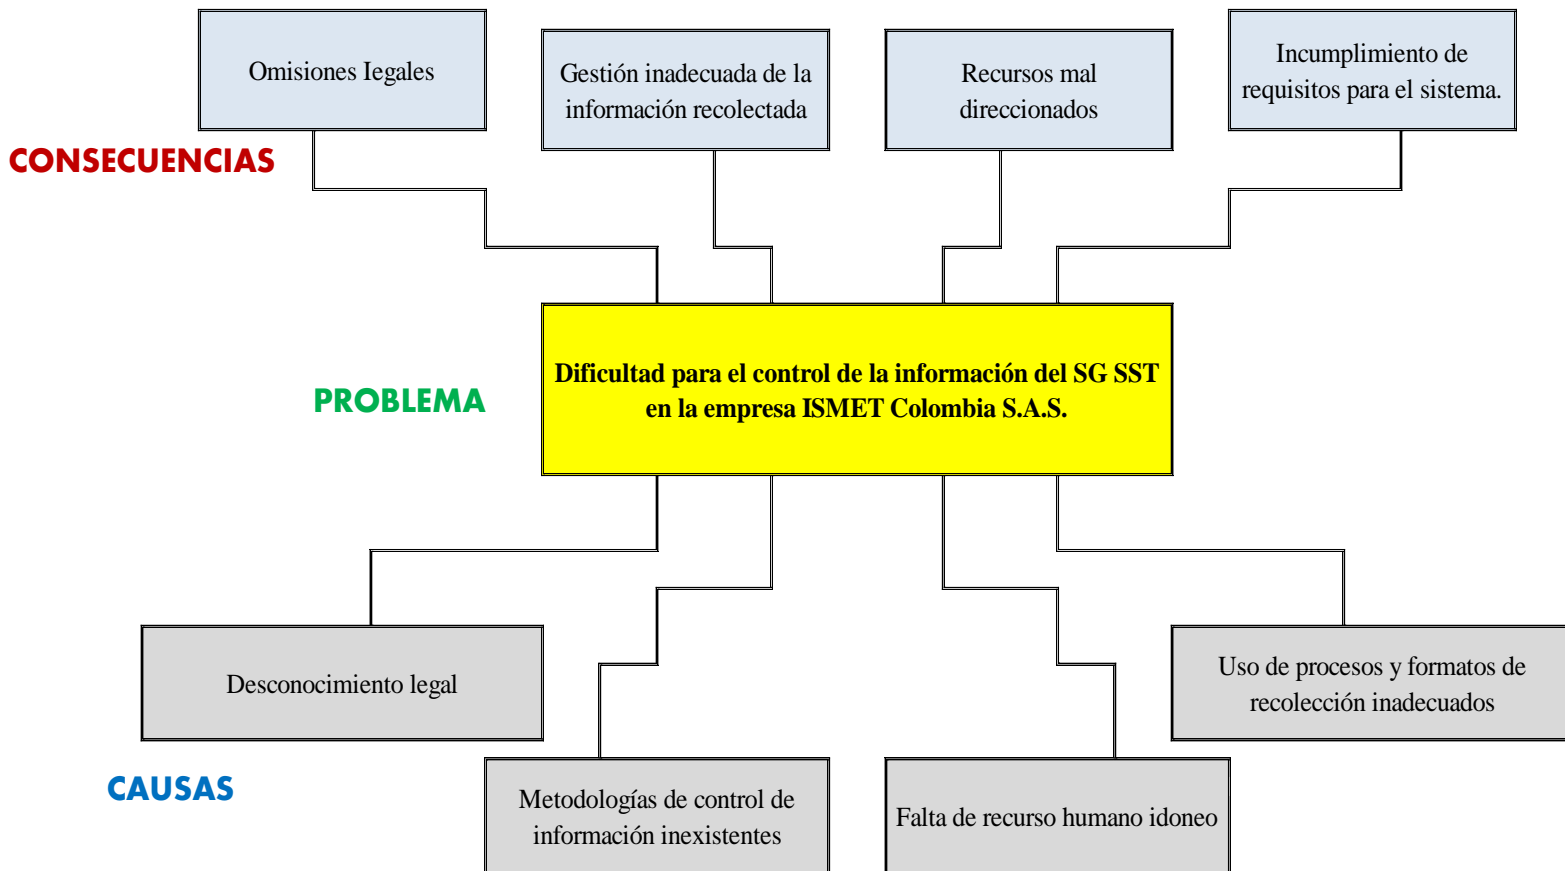 Omisiones legales
Gestión inadecuada de la
información recolectada
Recursos mal
direccionados
Incumplimiento de
requisitos para el sistema.
CONSECUENCIAS
Dificultad para el control de la información del SG SST
en la empresa ISMET Colombia S.A.S.
PROBLEMA
Desconocimiento legal
Uso de procesos y formatos de
recolección inadecuados
CAUSAS
Metodologías de control de
información inexistentes
Falta de recurso humano idoneo